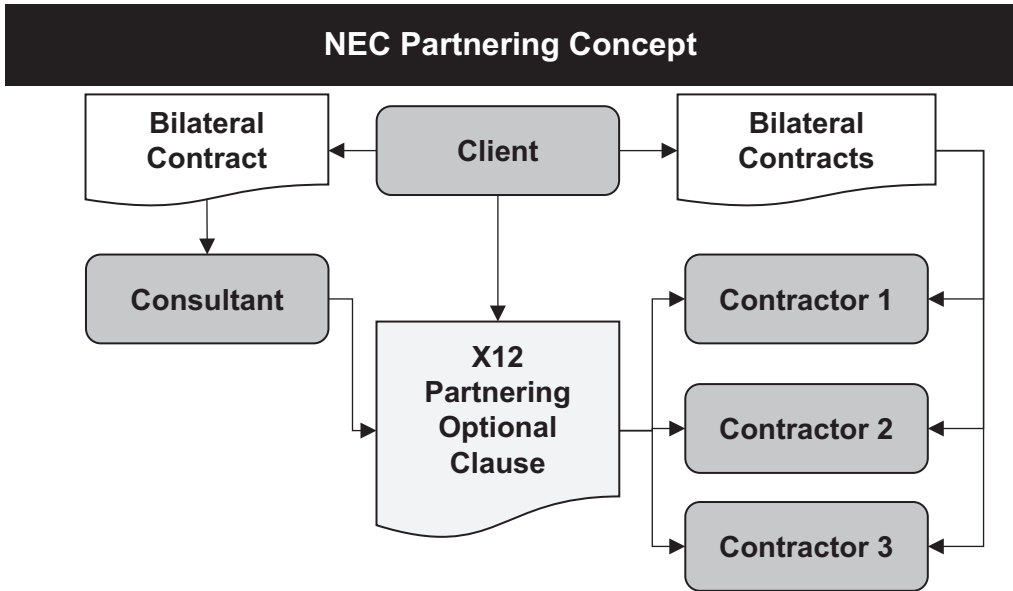 NEC Partnering Concept
Bilateral
Contract
Client
Bilateral
Contracts
Consultant
X12
Partnering
Optional
Clause
Contractor 1
Contractor 2
Contractor 3